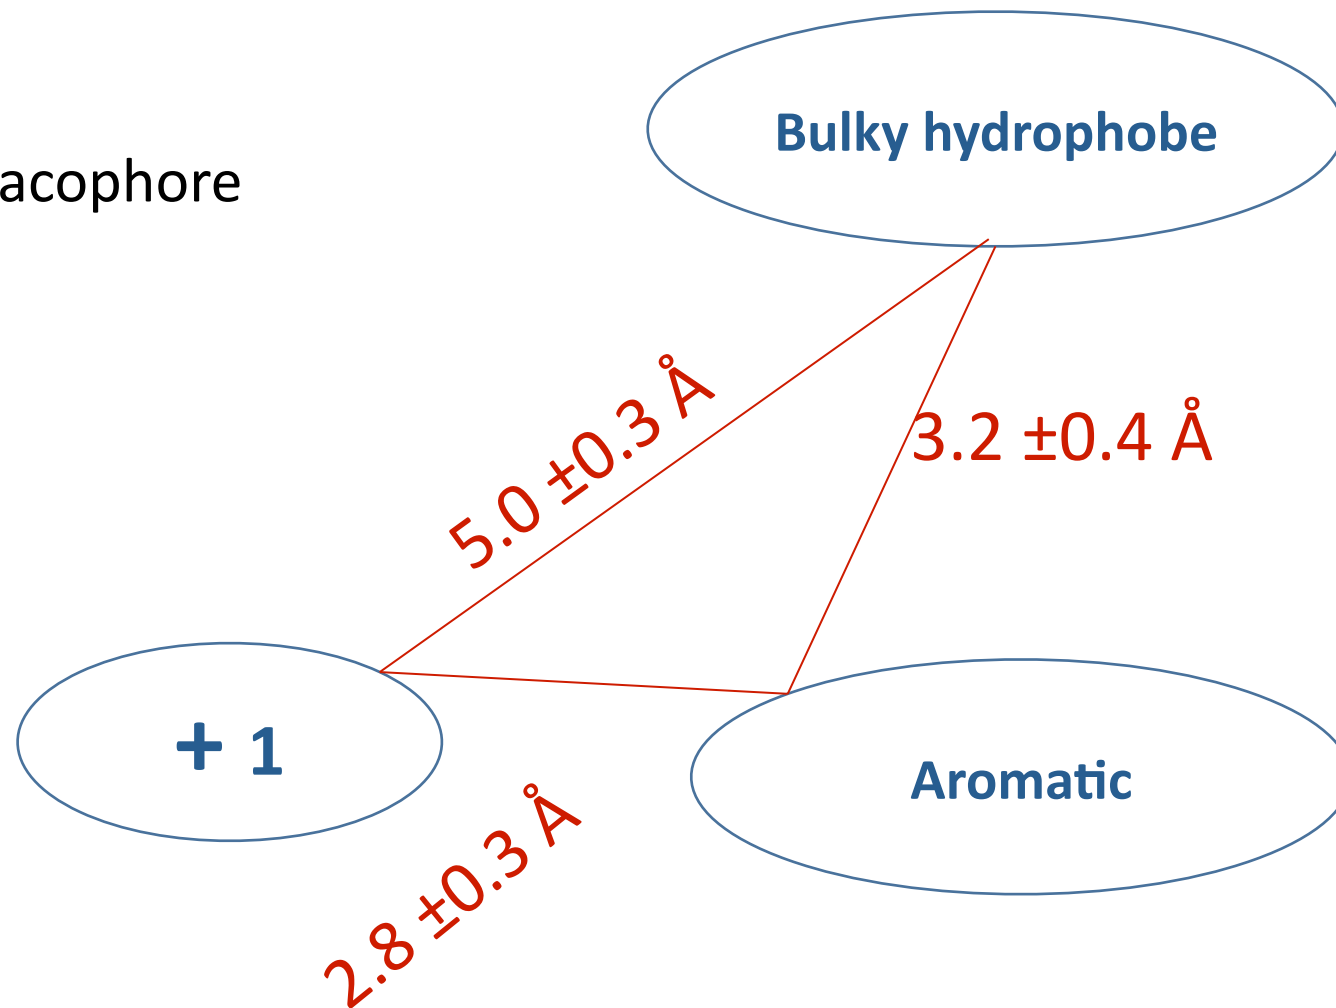 Bulky hydrophobe
acophore
5.0 ±0.3 Å
3.2 ±0.4 Å
+ 1
Aromatic
2.8 ±0.3 Å